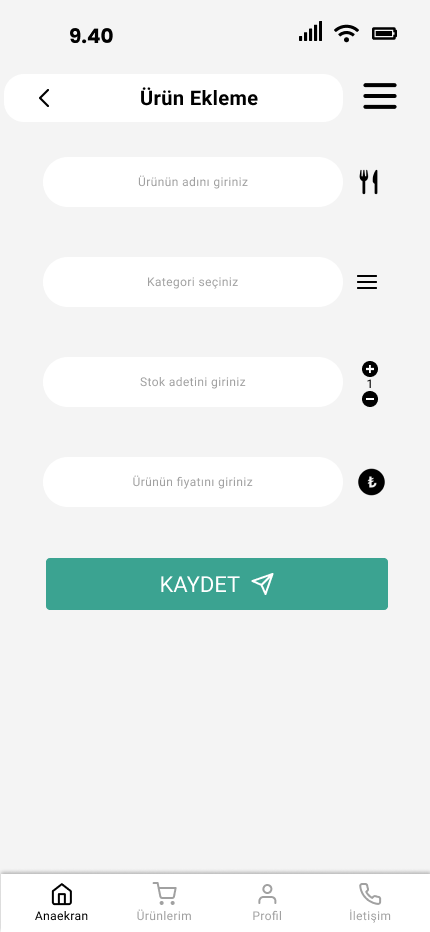 9.40
Ürün Ekleme
Ürünün adını giriniz
Kategori seçiniz
Stok adetini giriniz
1
Ürünün fiyatını giriniz
₺
KAYDET
Anaekran Ürünlerim Profil İletişim